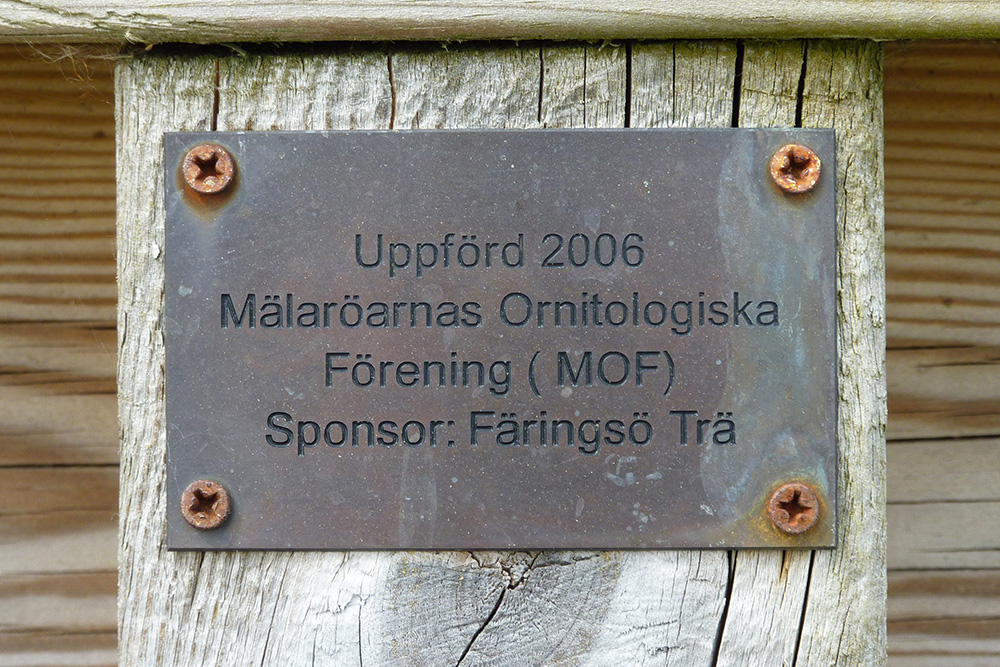 Uppförd 2006
Mälaröarnas Ornitologiska
Förening ( MOF)
Sponsor: Färingsö Trä